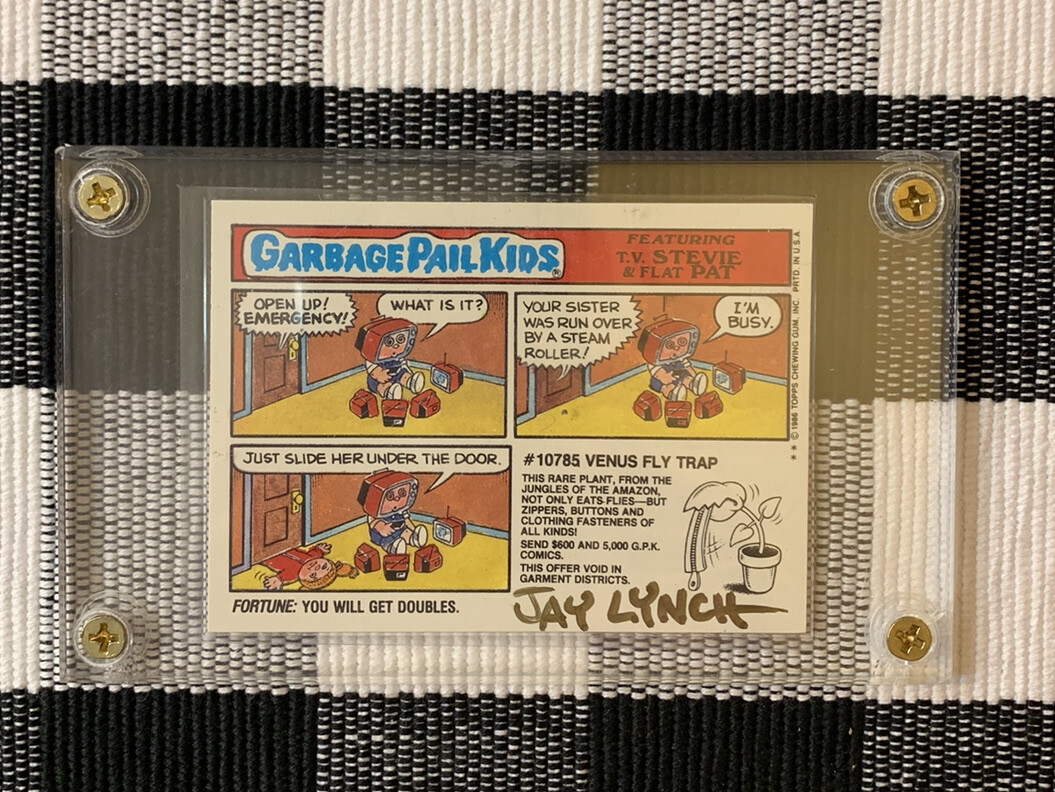 GARBAGE PAIL KIDS®
FEATURING
T.V. STEVIE
& FLAT PAT
OPEN UP!
EMERGENCY!
WHAT IS IT?
YOUR SISTER
WAS RUN OVER
BY A STEAM
ROLLER!
I'M
BUSY.
JUST SLIDE HER UNDER THE DOOR.
FORTUNE: YOU WILL GET DOUBLES.
#10785 VENUS FLY TRAP
THIS RARE PLANT, FROM THE
JUNGLES OF THE AMAZON,
NOT ONLY EATS FLIES—BUT
ZIPPERS, BUTTONS AND
CLOTHING FASTENERS OF
ALL KINDS!
SEND $600 AND 5,000 G.P.K.
COMICS.
THIS OFFER VOID IN
GARMENT DISTRICTS.
JAY LYNCH
* * © 1986 TOPPS CHEWING GUM, INC. PRTD. IN U.S.A.